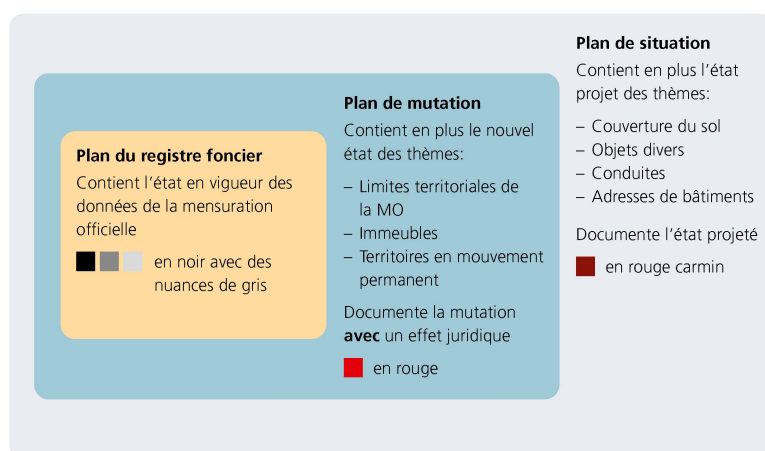 Plan du registre foncier
Contient l’état en vigueur des
données de la mensuration
officielle
en noir avec des
nuances de gris
Plan de mutation
Contient en plus le nouvel
état des thèmes:
– Limites territoriales de
la MO
– Immeubles
– Territoires en mouvement
permanent
Documente la mutation
avec un effet juridique
en rouge
Plan de situation
Contient en plus l’état
projet des thèmes:
– Couverture du sol
– Objets divers
– Conduites
– Adresses de bâtiments
Documente l’état projeté
en rouge carmin